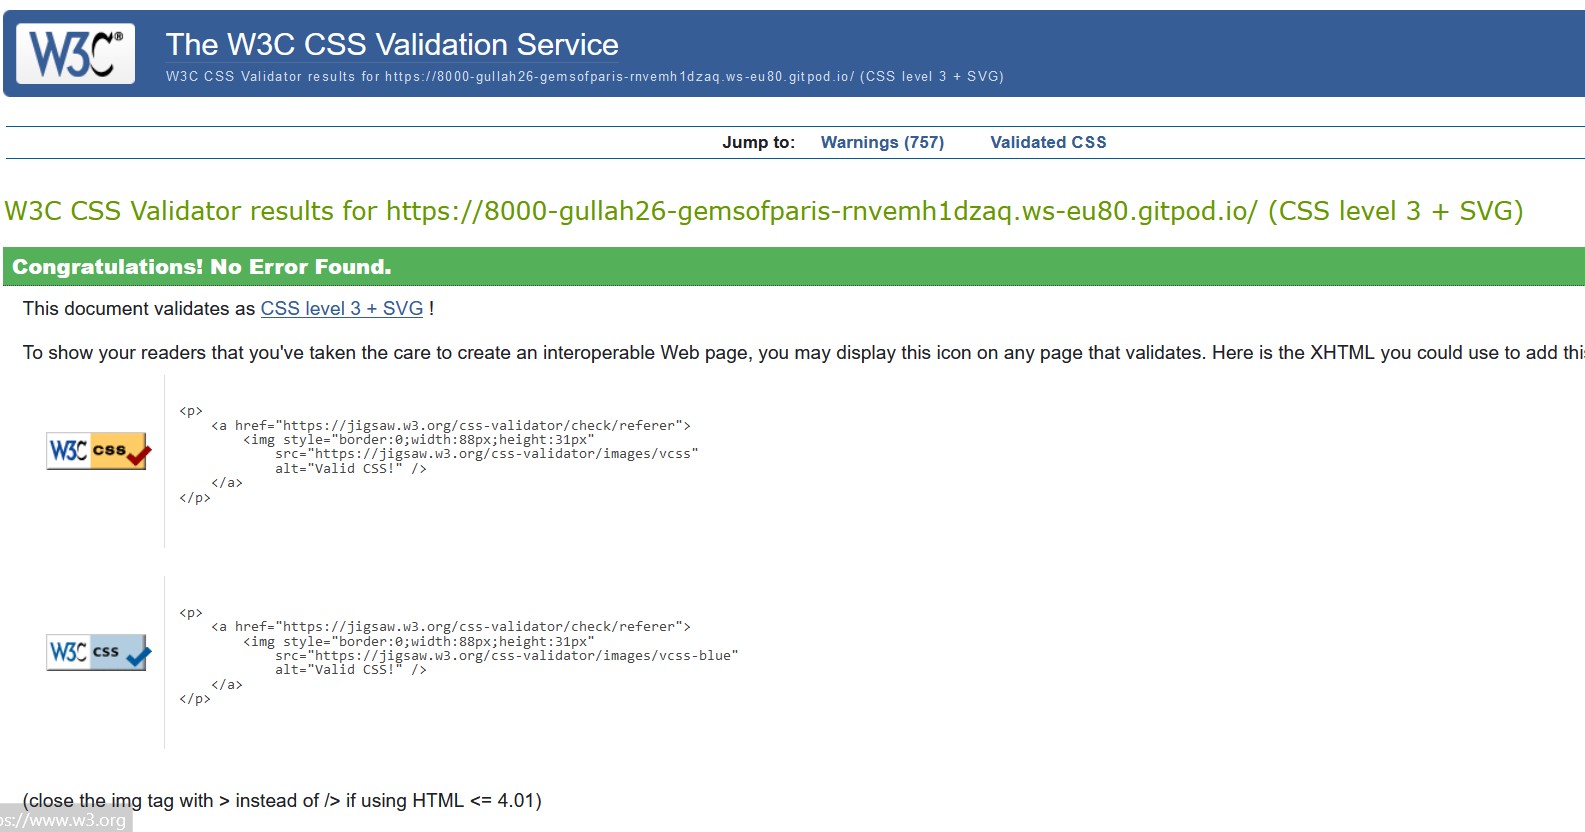 W3C®
The W3C CSS Validation Service
W3C CSS Validator results for https://8000-gullah26-gemsofparis-rnvemh1dzaq.ws-eu80.gitpod.io/ (CSS level 3 + SVG)
Jump to: Warnings (757) Validated CSS
W3C CSS Validator results for https://8000-gullah26-gemsofparis-rnvemh1dzaq.ws-eu80.gitpod.io/ (CSS level 3 + SVG)
Congratulations! No Error Found.
This document validates as CSS level 3 + SVG !
To show your readers that you've taken the care to create an interoperable Web page, you may display this icon on any page that validates. Here is the XHTML you could use to add this
W3C css
<p>
<a href="https://jigsaw.w3.org/css-validator/check/referer">
<img style="border:0;width:88px;height:31px"
src="https://jigsaw.w3.org/css-validator/images/vcss"
alt="Valid CSS!" />
</a>
</p>
W3C css
<p>
<a href="https://jigsaw.w3.org/css-validator/check/referer">
<img style="border:0;width:88px;height:31px"
src="https://jigsaw.w3.org/css-validator/images/vcss-blue"
alt="Valid CSS!" />
</a>
</p>
(close the img tag with > instead of /> if using HTML <= 4.01)
ps://www.w3.org